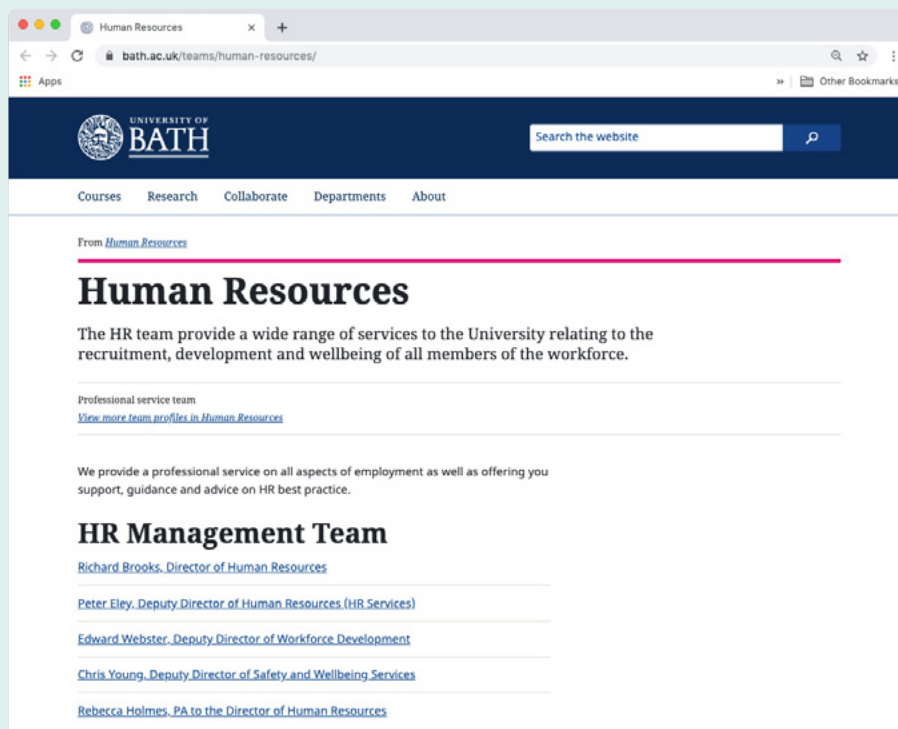 Human Resources
bath.ac.uk/teams/human-resources/
Apps
» Other Bookmarks
UNIVERSITY OF
BATH
Search the website
Courses Research Collaborate Departments About
From Human Resources
Human Resources
The HR team provide a wide range of services to the University relating to the
recruitment, development and wellbeing of all members of the workforce.
Professional service team
View more team profiles in Human Resources
We provide a professional service on all aspects of employment as well as offering you
support, guidance and advice on HR best practice.
HR Management Team
Richard Brooks, Director of Human Resources
Peter Eley, Deputy Director of Human Resources (HR Services)
Edward Webster, Deputy Director of Workforce Development
Chris Young, Deputy Director of Safety and Wellbeing Services
Rebecca Holmes, PA to the Director of Human Resources